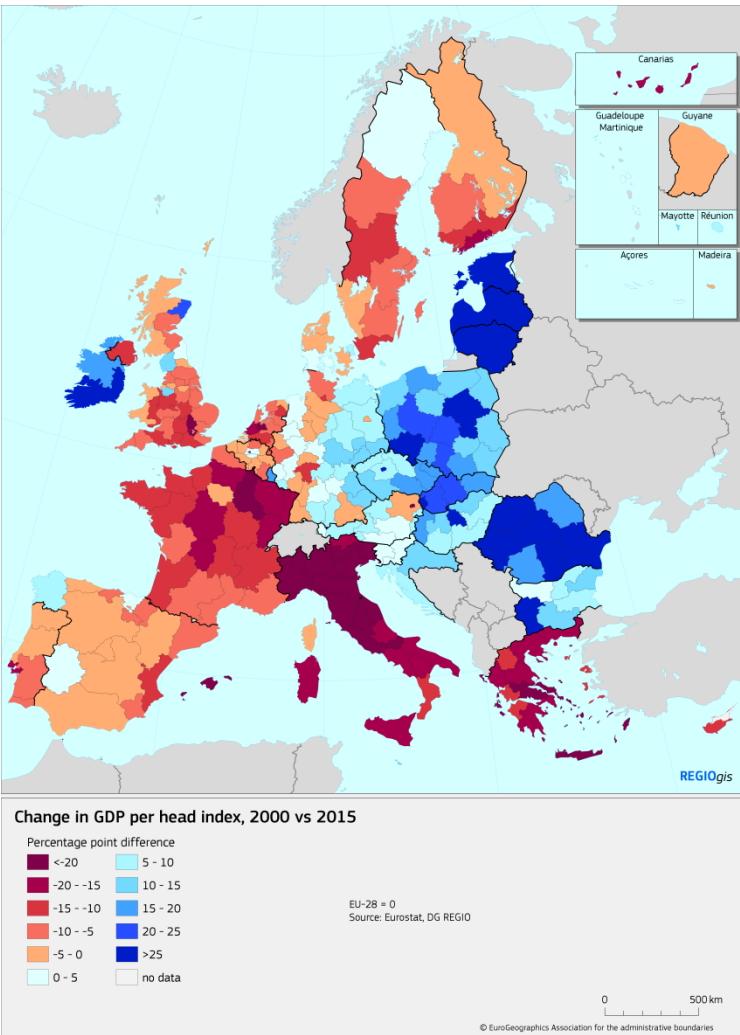 Canarias
Guadeloupe
Martinique
Guyane
Mayotte
Réunion
Açores
Madeira
REGIOgis
Change in GDP per head index, 2000 vs 2015
Percentage point difference
<-20
-20 - -15
-15 - -10
-10 - -5
-5 - 0
0 - 5
5 - 10
10 - 15
15 - 20
20 - 25
>25
no data
EU-28 = 0
Source: Eurostat, DG REGIO
0 500 km
© EuroGeographics Association for the administrative boundaries